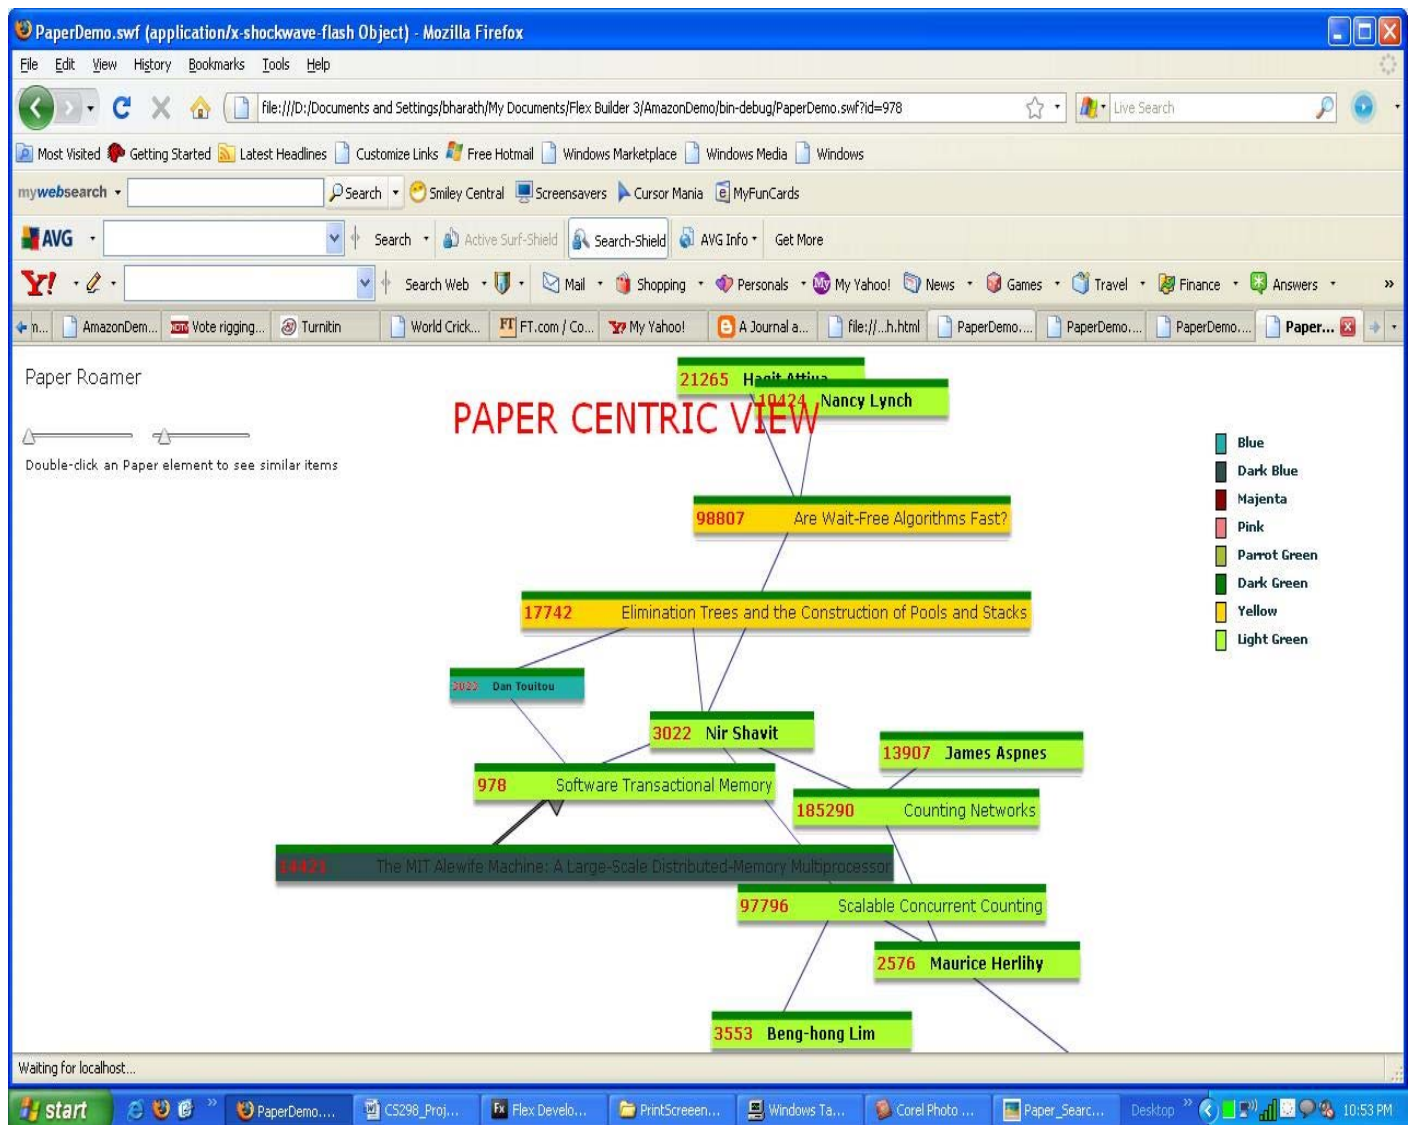 PaperDemo.swf (application/x-shockwave-flash Object) - Mozilla Firefox
File Edit View History Bookmarks Tools Help
file:///D:/Documents and Settings/bharath/My Documents/Flex Builder 3/AmazonDemo/bin-debug/PaperDemo.swf?id=978 Live Search
Most Visited Getting Started Latest Headlines Customize Links Free Hotmail Windows Marketplace Windows Media Windows
mywebsearch Search Smiley Central Screensavers Cursor Mania MyFunCards
AVG Search Active Surf-Shield Search-Shield AVG Info Get More
Y! Search Web Mail Shopping Personals My Yahoo! News Games Travel Finance Answers »
n... AmazonDem... Vote rigging... Turnitin World Crick... FT FT.com / Co... My Yahoo! A Journal a... file://...h.html PaperDemo.... PaperDemo.... PaperDemo.... Paper...
Paper Roamer
21265 Hagit Attiya
19424 Nancy Lynch
PAPER CENTRIC VIEW
Double-click an Paper element to see similar items
Blue
Dark Blue
Majenta
Pink
Parrot Green
Dark Green
Yellow
Light Green
98807 Are Wait-Free Algorithms Fast?
17742 Elimination Trees and the Construction of Pools and Stacks
3023 Dan Touitou
3022 Nir Shavit
13907 James Aspnes
978 Software Transactional Memory
185290 Counting Networks
14421 The MIT Alewife Machine: A Large-Scale Distributed-Memory Multiprocessor
97796 Scalable Concurrent Counting
2576 Maurice Herlihy
3553 Beng-hong Lim
Waiting for localhost...
start » PaperDemo.... CS298_Proj... Flex Develo... PrintScreeen... Windows Ta... Corel Photo ... Paper_Searc... Desktop » 10:53 PM